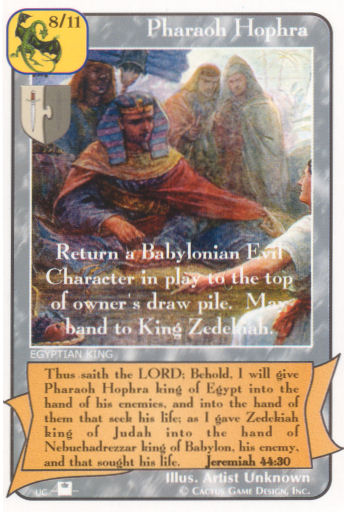 8/11
Pharaoh Hophra
Return a Babylonian Evil
Character in play to the top
of owner's draw pile. May
band to King Zedekiah.
EGYPTIAN KING
Thus saith the LORD; Behold, I will give
Pharaoh Hophra king of Egypt into the
hand of his enemies, and into the hand of
them that seek his life; as I gave Zedekiah
king of Judah into the hand of
Nebuchadrezzar king of Babylon, his enemy,
and that sought his life. Jeremiah 44:30
Illus. Artist Unknown
UC
© CACTUS GAME DESIGN, INC.